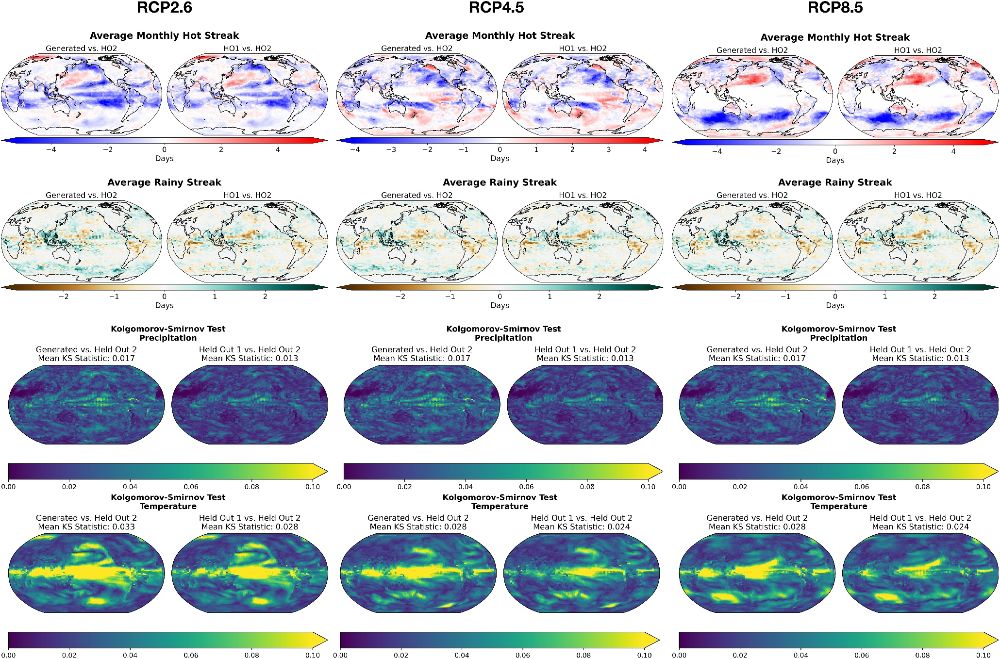 RCP2.6
RCP4.5
RCP8.5
Average Monthly Hot Streak
Average Monthly Hot Streak
Average Monthly Hot Streak
Generated vs. HO2
HO1 vs. HO2
Generated vs. HO2
HO1 vs. HO2
Generated vs. HO2
HO1 vs. HO2
−4 −2 0 2 4
−4 −3 −2 −1 0 1 2 3 4
−4 −2 0 2 4
Days
Days
Days
Average Rainy Streak
Average Rainy Streak
Average Rainy Streak
Generated vs. HO2
HO1 vs. HO2
Generated vs. HO2
HO1 vs. HO2
Generated vs. HO2
HO1 vs. HO2
−2 −1 0 1 2
−2 −1 0 1 2
−2 −1 0 1 2
Days
Days
Days
Kolgomorov-Smirnov Test
Precipitation
Kolgomorov-Smirnov Test
Precipitation
Kolgomorov-Smirnov Test
Precipitation
Generated vs. Held Out 2
Mean KS Statistic: 0.017
Held Out 1 vs. Held Out 2
Mean KS Statistic: 0.013
Generated vs. Held Out 2
Mean KS Statistic: 0.017
Held Out 1 vs. Held Out 2
Mean KS Statistic: 0.013
Generated vs. Held Out 2
Mean KS Statistic: 0.017
Held Out 1 vs. Held Out 2
Mean KS Statistic: 0.013
0.00 0.02 0.04 0.06 0.08 0.10
0.00 0.02 0.04 0.06 0.08 0.10
0.00 0.02 0.04 0.06 0.08 0.10
Kolgomorov-Smirnov Test
Temperature
Kolgomorov-Smirnov Test
Temperature
Kolgomorov-Smirnov Test
Temperature
Generated vs. Held Out 2
Mean KS Statistic: 0.033
Held Out 1 vs. Held Out 2
Mean KS Statistic: 0.028
Generated vs. Held Out 2
Mean KS Statistic: 0.028
Held Out 1 vs. Held Out 2
Mean KS Statistic: 0.024
Generated vs. Held Out 2
Mean KS Statistic: 0.028
Held Out 1 vs. Held Out 2
Mean KS Statistic: 0.024
0.00 0.02 0.04 0.06 0.08 0.10
0.00 0.02 0.04 0.06 0.08 0.10
0.00 0.02 0.04 0.06 0.08 0.10